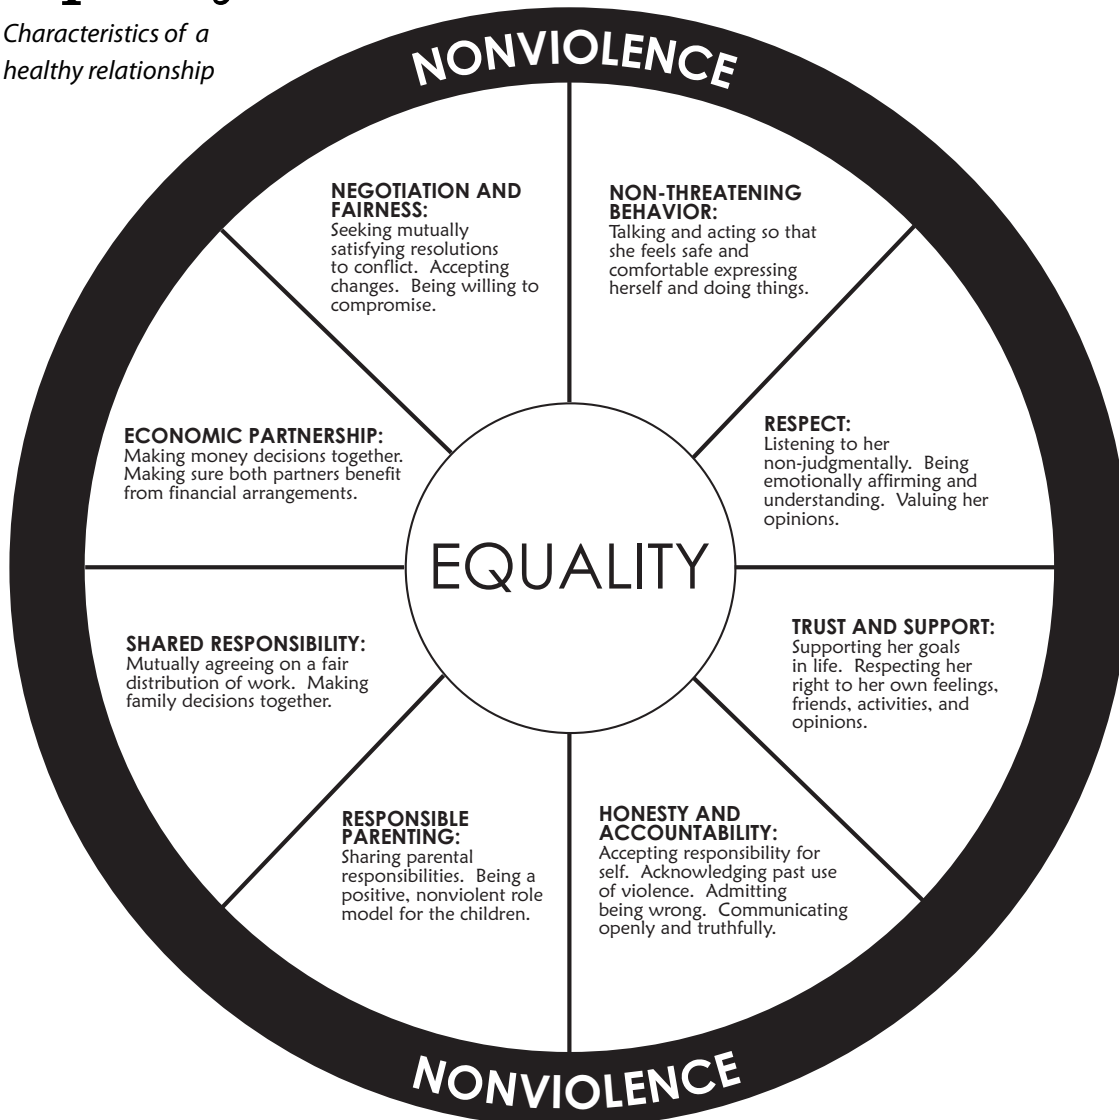 Characteristics of a
healthy relationship
NONVIOLENCE
NEGOTIATION AND
FAIRNESS:
Seeking mutually
satisfying resolutions
to conflict. Accepting
changes. Being willing to
compromise.
NON-THREATENING
BEHAVIOR:
Talking and acting so that
she feels safe and
comfortable expressing
herself and doing things.
ECONOMIC PARTNERSHIP:
Making money decisions together.
Making sure both partners benefit
from financial arrangements.
RESPECT:
Listening to her
non-judgmentally. Being
emotionally affirming and
understanding. Valuing her
opinions.
EQUALITY
SHARED RESPONSIBILITY:
Mutually agreeing on a fair
distribution of work. Making
family decisions together.
TRUST AND SUPPORT:
Supporting her goals
in life. Respecting her
right to her own feelings,
friends, activities, and
opinions.
RESPONSIBLE
PARENTING:
Sharing parental
responsibilities. Being a
positive, nonviolent role
model for the children.
HONESTY AND
ACCOUNTABILITY:
Accepting responsibility for
self. Acknowledging past use
of violence. Admitting
being wrong. Communicating
openly and truthfully.
NONVIOLENCE